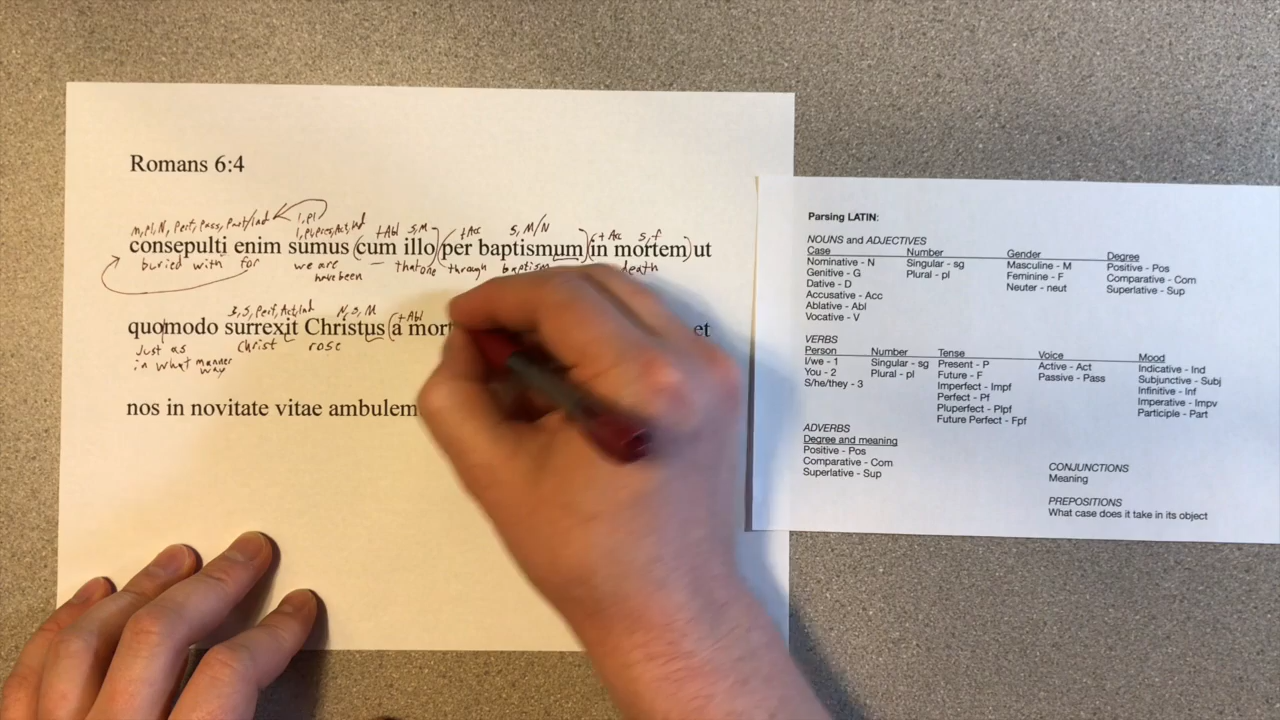 Romans 6:4
m, Pl, N, Perf, Pass, Part/Ind 1, pl
1, pl, Pres, Act, Ind +Abl S, M +Acc S, M/N +Acc S, f
consepulti enim sumus (cum illo) (per baptismum) (in mortem) ut
buried with for we are — that one through baptism death
have been
3, S, Perf, Act, Ind N, S, M +Abl
quomodo surrexit Christus (a mort et
Just as Christ rose
in what manner
way
nos in novitate vitae ambulem
Parsing LATIN:
NOUNS and ADJECTIVES
Case Number Gender Degree
Nominative - N Singular - sg Masculine - M Positive - Pos
Genitive - G Plural - pl Feminine - F Comparative - Com
Dative - D Neuter - neut Superlative - Sup
Accusative - Acc
Ablative - Abl
Vocative - V
VERBS
Person Number Tense Voice Mood
I/we - 1 Singular - sg Present - P Active - Act Indicative - Ind
You - 2 Plural - pl Future - F Passive - Pass Subjunctive - Subj
S/he/they - 3 Imperfect - Impf Infinitive - Inf
Perfect - Pf Imperative - Impv
Pluperfect - Plpf Participle - Part
Future Perfect - Fpf
ADVERBS
Degree and meaning
Positive - Pos
Comparative - Com
Superlative - Sup
CONJUNCTIONS
Meaning
PREPOSITIONS
What case does it take in its object